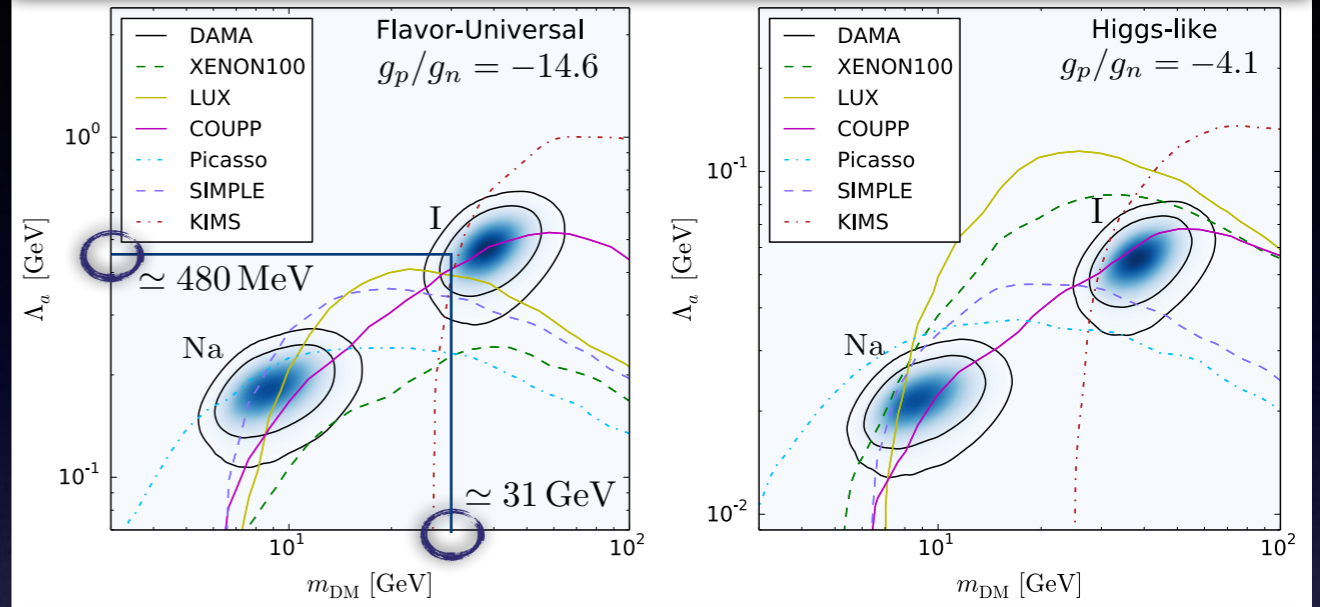 DAMA
XENON100
LUX
COUPP
Picasso
SIMPLE
KIMS
Flavor-Universal
g_p/g_n = −14.6
I
Na
≃ 480 MeV
≃ 31 GeV
10^0
10^-1
Λ_a [GeV]
10^1
10^2
m_DM [GeV]
DAMA
XENON100
LUX
COUPP
Picasso
SIMPLE
KIMS
Higgs-like
g_p/g_n = −4.1
I
Na
10^-1
10^-2
Λ_a [GeV]
10^1
10^2
m_DM [GeV]